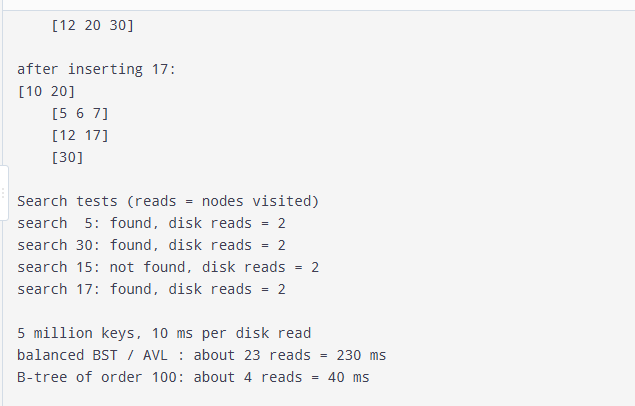 [12 20 30]
after inserting 17:
[10 20]
[5 6 7]
[12 17]
[30]
Search tests (reads = nodes visited)
search  5: found, disk reads = 2
search 30: found, disk reads = 2
search 15: not found, disk reads = 2
search 17: found, disk reads = 2
5 million keys, 10 ms per disk read
balanced BST / AVL : about 23 reads = 230 ms
B-tree of order 100: about 4 reads = 40 ms